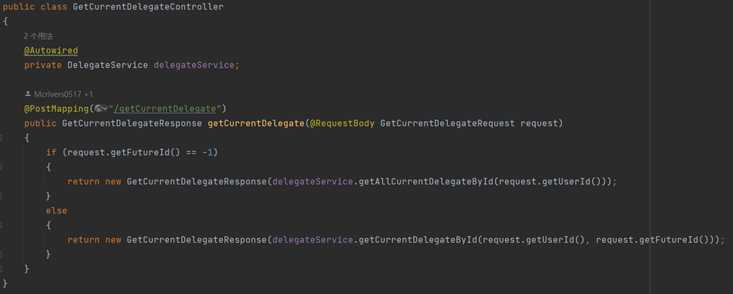 public class GetCurrentDelegateController
{
2 个用法
@Autowired
private DelegateService delegateService;
Mcrivers0517 +1
@PostMapping("/getCurrentDelegate")
public GetCurrentDelegateResponse getCurrentDelegate(@RequestBody GetCurrentDelegateRequest request)
{
if (request.getFutureId() == -1)
{
return new GetCurrentDelegateResponse(delegateService.getAllCurrentDelegateById(request.getUserId()));
}
else
{
return new GetCurrentDelegateResponse(delegateService.getCurrentDelegateById(request.getUserId(), request.getFutureId()));
}
}
}